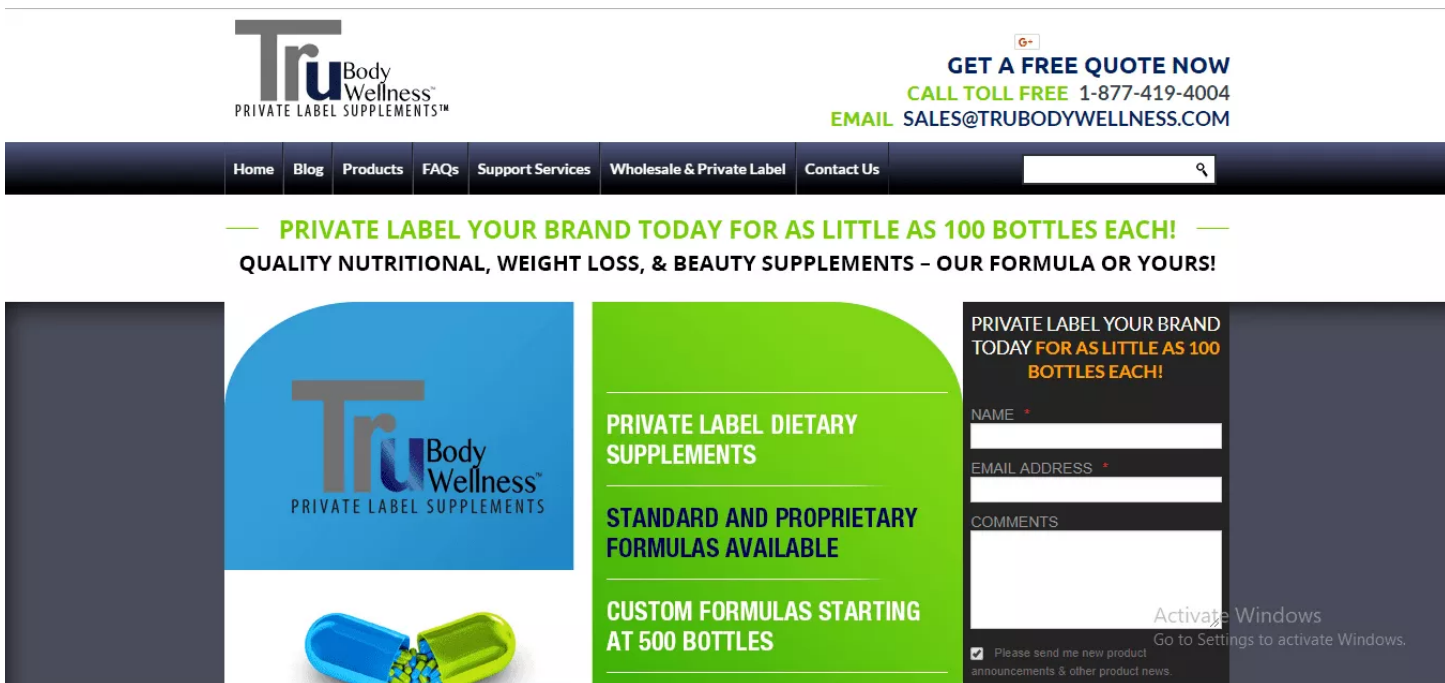 Tru Body
Wellness™
PRIVATE LABEL SUPPLEMENTS™
G+
GET A FREE QUOTE NOW
CALL TOLL FREE 1-877-419-4004
EMAIL SALES@TRUBODYWELLNESS.COM
Home Blog Products FAQs Support Services Wholesale & Private Label Contact Us
PRIVATE LABEL YOUR BRAND TODAY FOR AS LITTLE AS 100 BOTTLES EACH!
QUALITY NUTRITIONAL, WEIGHT LOSS, & BEAUTY SUPPLEMENTS – OUR FORMULA OR YOURS!
Tru Body
Wellness™
PRIVATE LABEL SUPPLEMENTS
PRIVATE LABEL DIETARY
SUPPLEMENTS
STANDARD AND PROPRIETARY
FORMULAS AVAILABLE
CUSTOM FORMULAS STARTING
AT 500 BOTTLES
PRIVATE LABEL YOUR BRAND
TODAY FOR AS LITTLE AS 100
BOTTLES EACH!
NAME *
EMAIL ADDRESS *
COMMENTS
Please send me new product
announcements & other product news.
Activate Windows
Go to Settings to activate Windows.